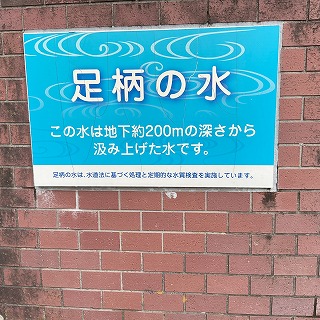 足柄の水
この水は地下約200mの深さから
汲み上げた水です。
足柄の水は、水道法に基づく処理と定期的な水質検査を実施しています。